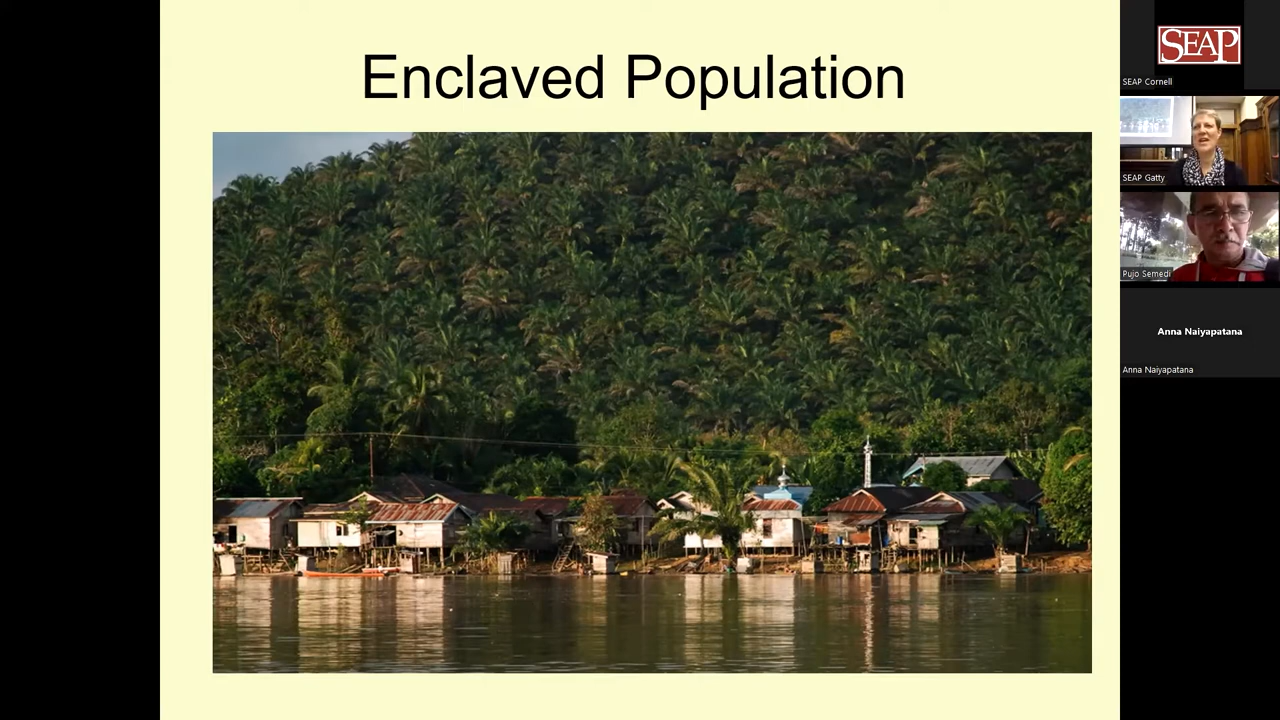 Enclaved Population
SEAP
SEAP Cornell
SEAP Gatty
Pujo Semedi
Anna Naiyapatana
Anna Naiyapatana